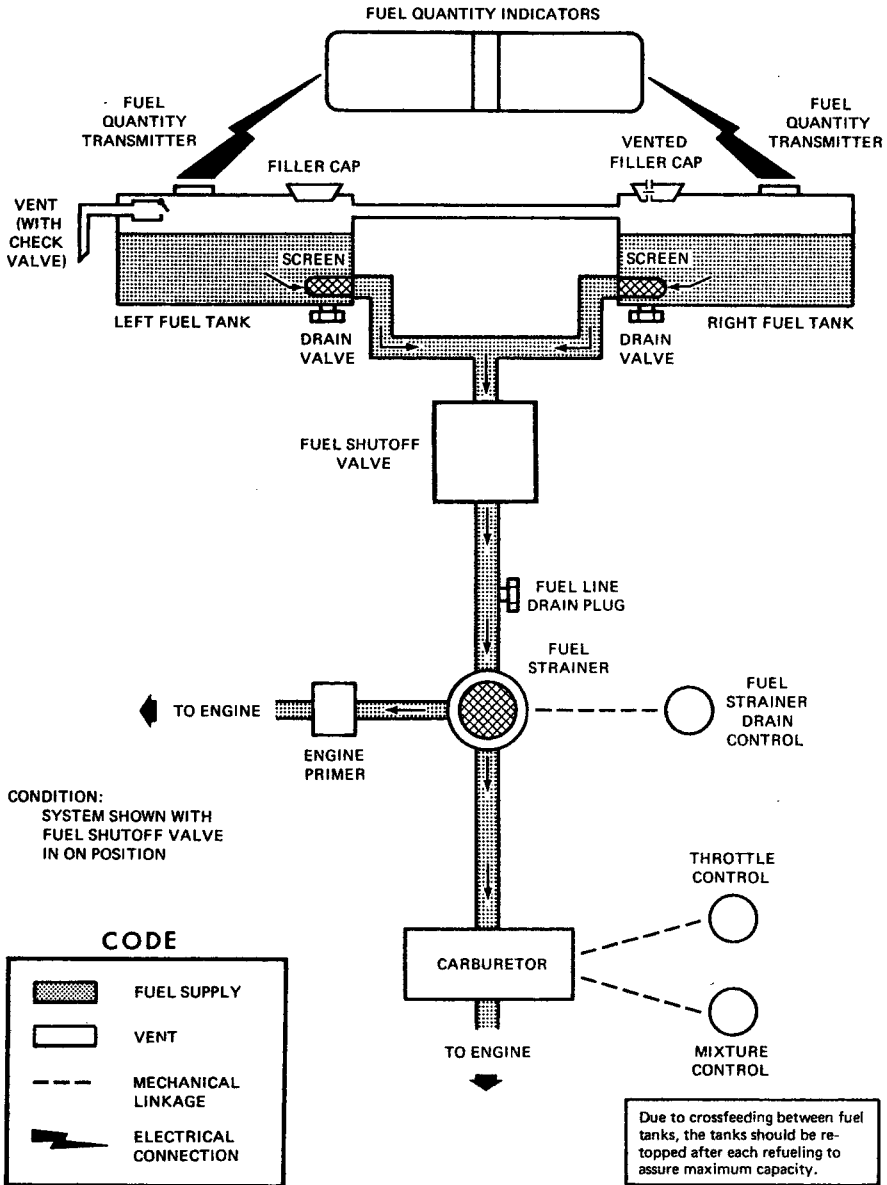 FUEL QUANTITY INDICATORS
FUEL
QUANTITY
TRANSMITTER
FUEL
QUANTITY
TRANSMITTER
FILLER CAP
VENTED
FILLER CAP
VENT
(WITH
CHECK
VALVE)
SCREEN
SCREEN
LEFT FUEL TANK
DRAIN
VALVE
DRAIN
VALVE
RIGHT FUEL TANK
FUEL SHUTOFF
VALVE
FUEL LINE
DRAIN PLUG
FUEL
STRAINER
TO ENGINE
ENGINE
PRIMER
FUEL
STRAINER
DRAIN
CONTROL
CONDITION:
SYSTEM SHOWN WITH
FUEL SHUTOFF VALVE
IN ON POSITION
THROTTLE
CONTROL
CARBURETOR
TO ENGINE
MIXTURE
CONTROL
CODE
FUEL SUPPLY
VENT
MECHANICAL
LINKAGE
ELECTRICAL
CONNECTION
Due to crossfeeding between fuel
tanks, the tanks should be re-
topped after each refueling to
assure maximum capacity.